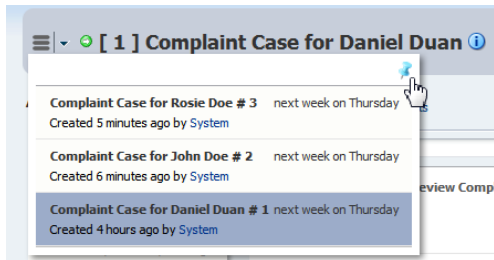 [ 1 ] Complaint Case for Daniel Duan
Complaint Case for Rosie Doe # 3 next week on Thursday
Created 5 minutes ago by System
Complaint Case for John Doe # 2 next week on Thursday
Created 6 minutes ago by System
eview Comp
Complaint Case for Daniel Duan # 1 next week on Thursday
Created 4 hours ago by System